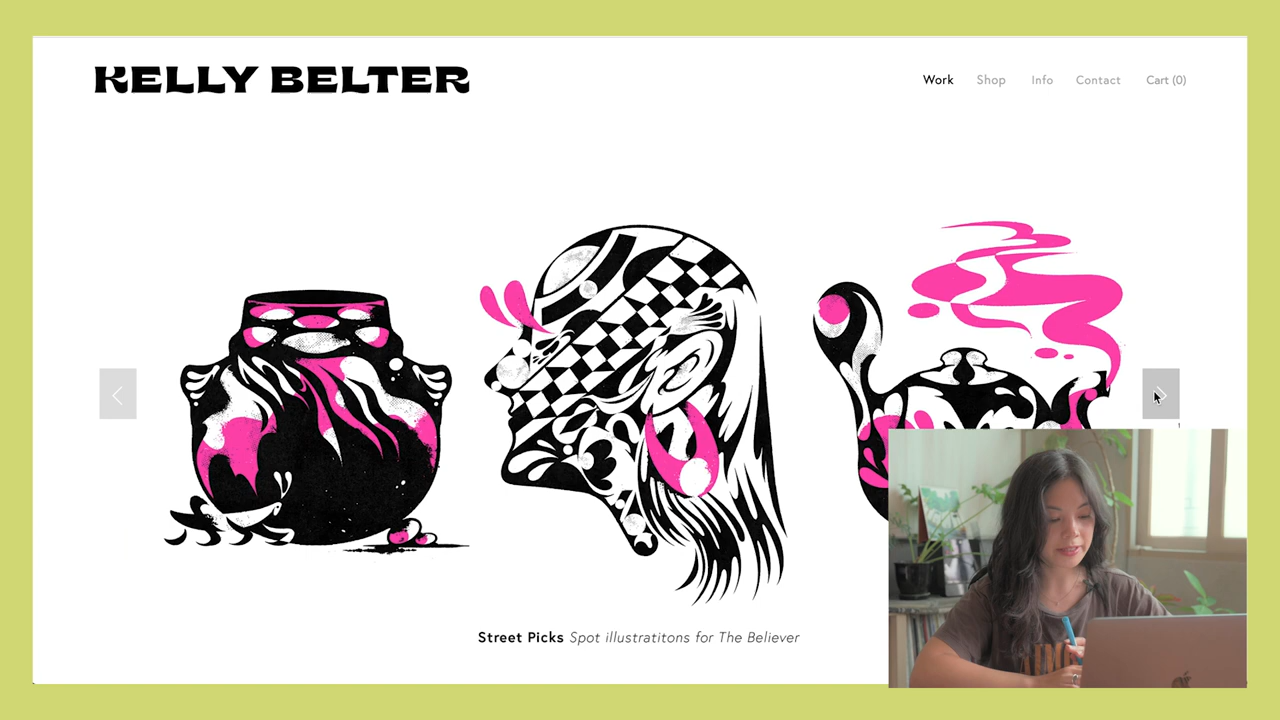 KELLY BELTER
Work Shop Info Contact Cart (0)
Street Picks Spot illustratitons for The Believer